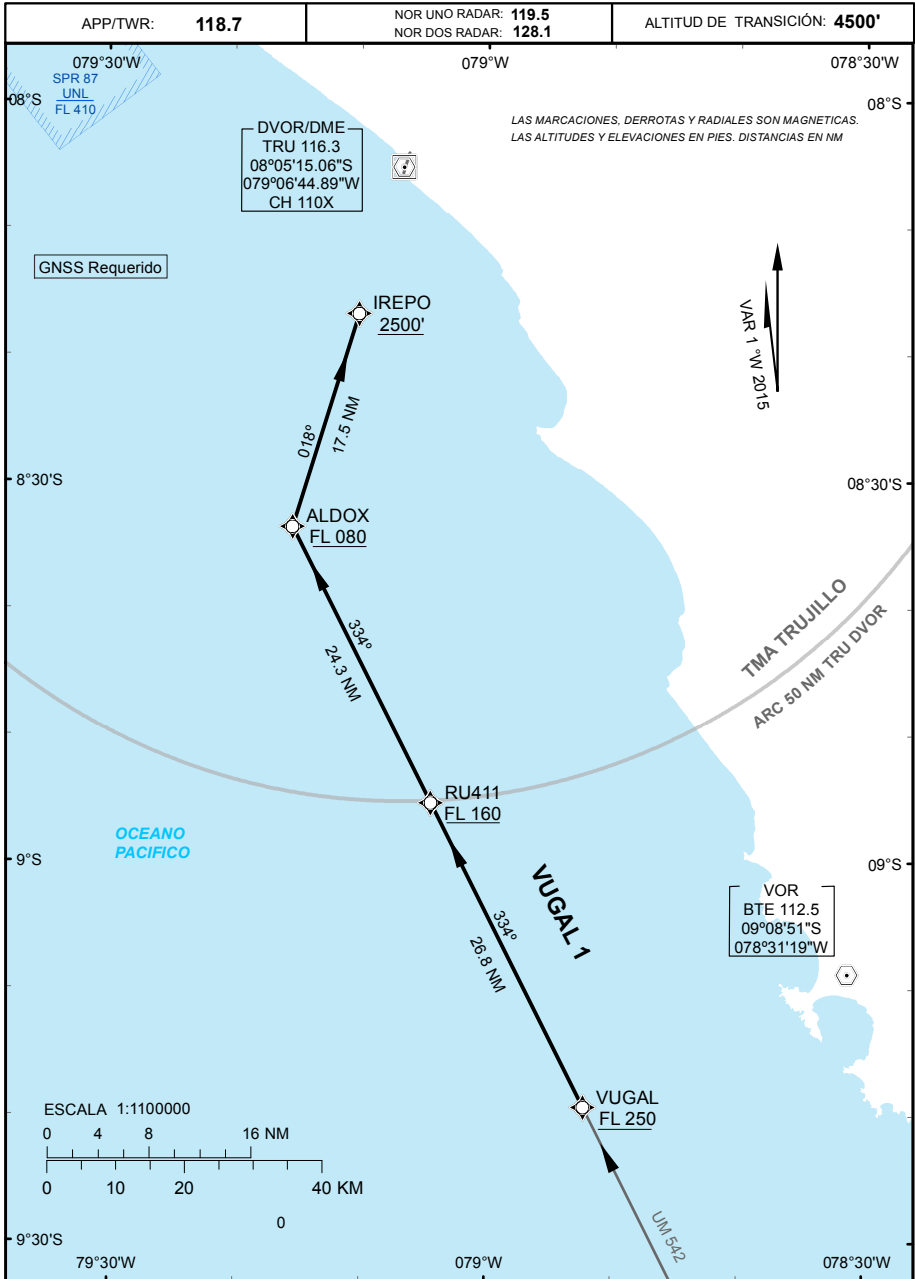 APP/TWR: 118.7
NOR UNO RADAR: 119.5
NOR DOS RADAR: 128.1
ALTITUD DE TRANSICIÓN: 4500'
079°30'W
079°W
078°30'W
SPR 87
UNL
FL 410
08°S
08°S
LAS MARCACIONES, DERROTAS Y RADIALES SON MAGNETICAS.
LAS ALTITUDES Y ELEVACIONES EN PIES. DISTANCIAS EN NM
DVOR/DME
TRU 116.3
08º05'15.06"S
079º06'44.89"W
CH 110X
GNSS Requerido
IREPO
2500'
VAR 1 °W 2015
018º
17.5 NM
8°30'S
08°30'S
ALDOX
FL 080
334º
24.3 NM
TMA TRUJILLO
ARC 50 NM TRU DVOR
RU411
FL 160
OCEANO
PACIFICO
9°S
09°S
VUGAL 1
334º
26.8 NM
VOR
BTE 112.5
09º08'51"S
078º31'19"W
VUGAL
FL 250
ESCALA 1:1100000
0 4 8 16 NM
0 10 20 40 KM
0
UM 542
9°30'S
079°30'W
079°W
078°30'W